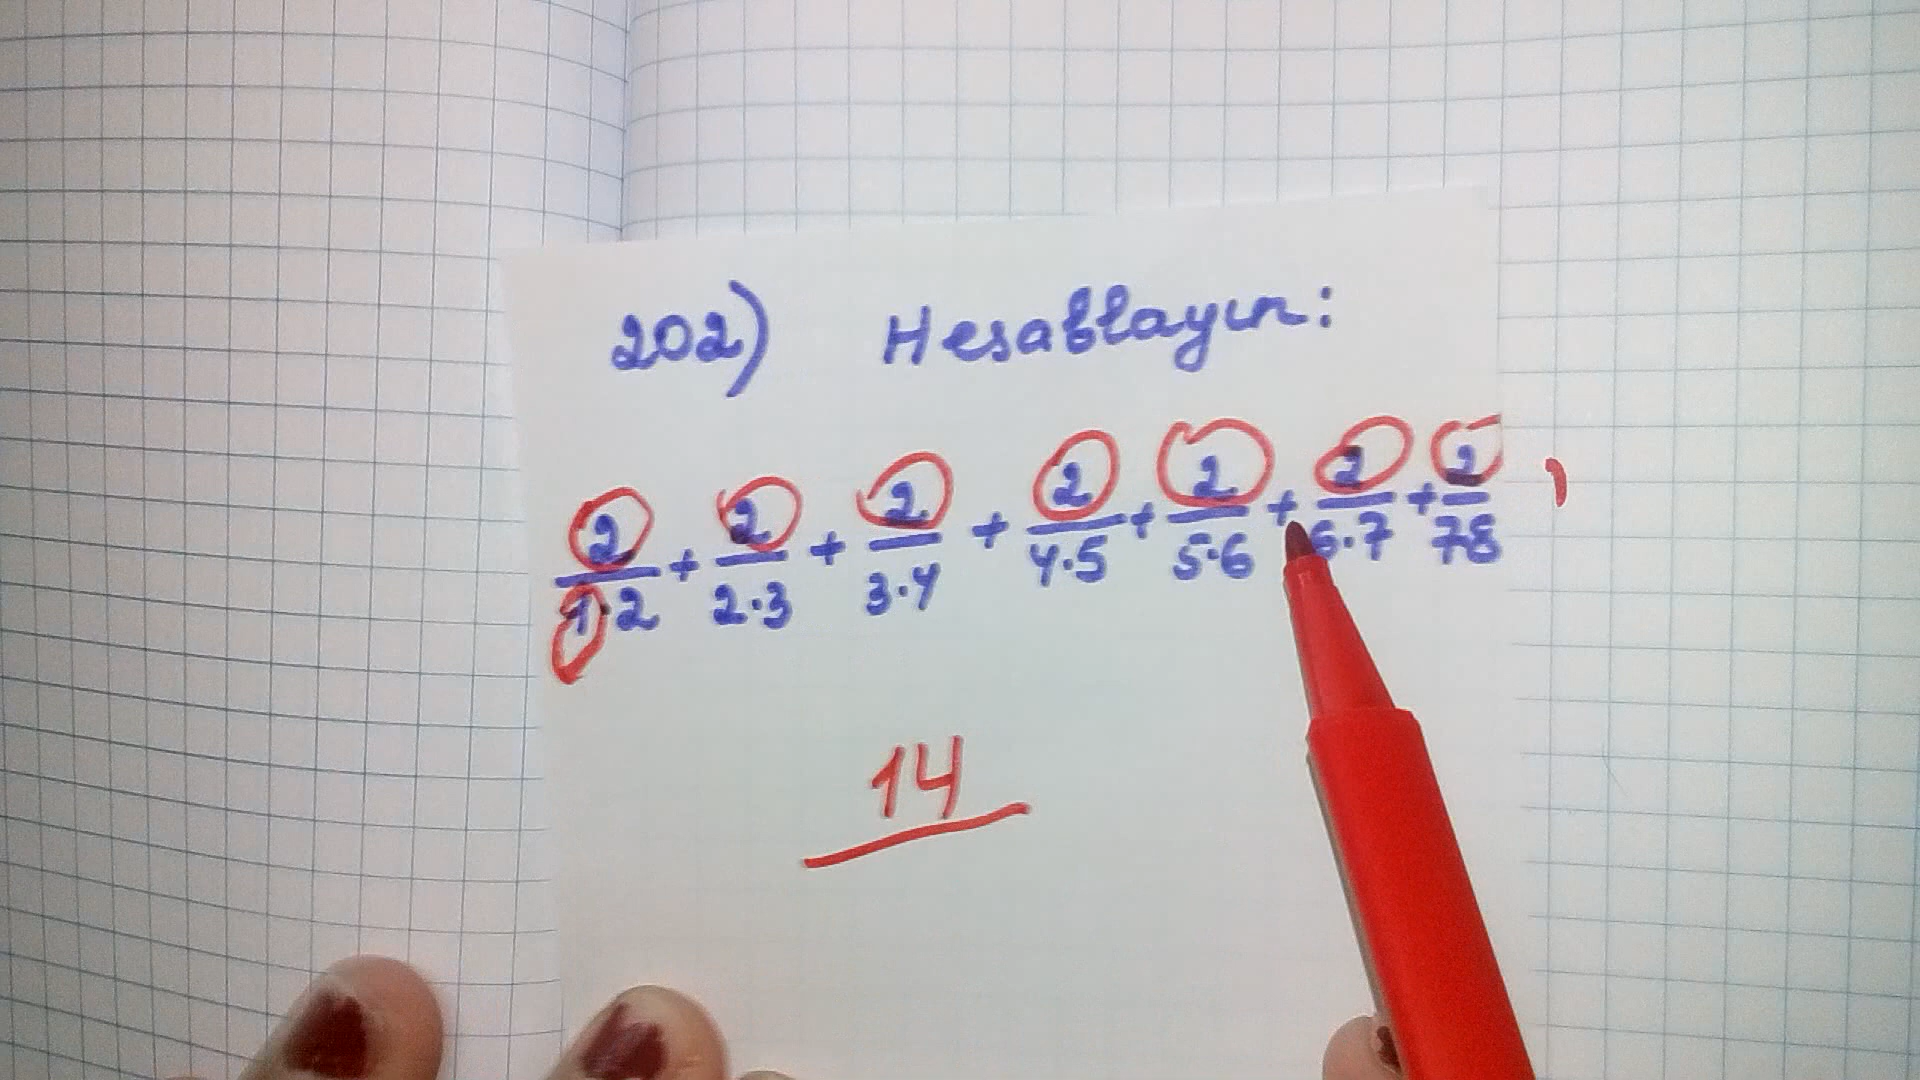 202) Hesablayın:
2/1·2 + 2/2·3 + 2/3·4 + 2/4·5 + 2/5·6 + 2/6·7 + 2/78
14